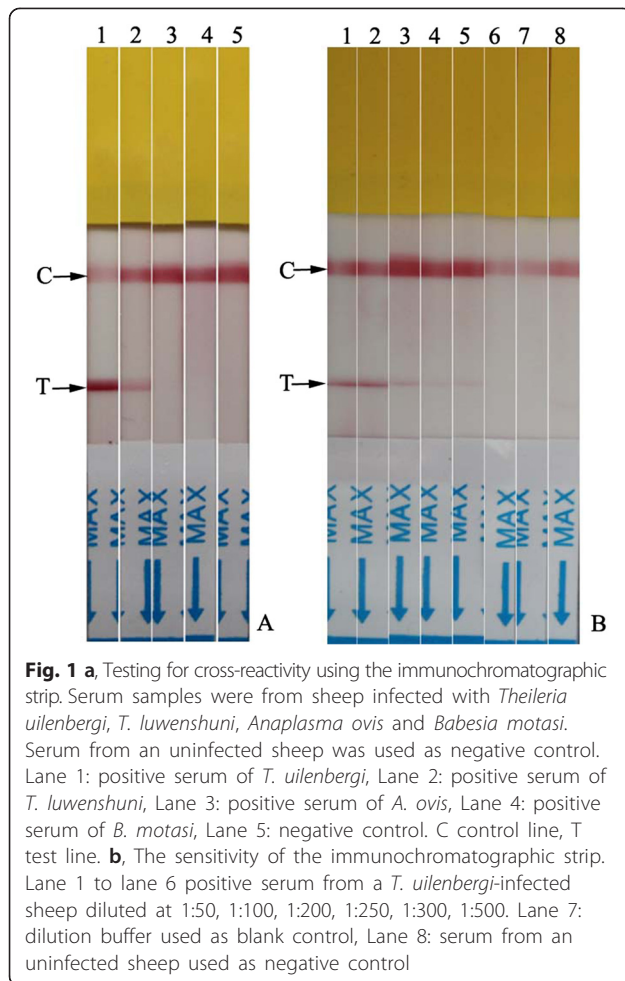 1 2 3 4 5
1 2 3 4 5 6 7 8
C
T
C
T
MAX MAX MAX MAX
MAX MAX MAX MAX MAX
A
B
Fig. 1 a, Testing for cross-reactivity using the immunochromatographic
strip. Serum samples were from sheep infected with Theileria
uilenbergi, T. luwenshuni, Anaplasma ovis and Babesia motasi.
Serum from an uninfected sheep was used as negative control.
Lane 1: positive serum of T. uilenbergi, Lane 2: positive serum of
T. luwenshuni, Lane 3: positive serum of A. ovis, Lane 4: positive
serum of B. motasi, Lane 5: negative control. C control line, T
test line. b, The sensitivity of the immunochromatographic strip.
Lane 1 to lane 6 positive serum from a T. uilenbergi-infected
sheep diluted at 1:50, 1:100, 1:200, 1:250, 1:300, 1:500. Lane 7:
dilution buffer used as blank control, Lane 8: serum from an
uninfected sheep used as negative control